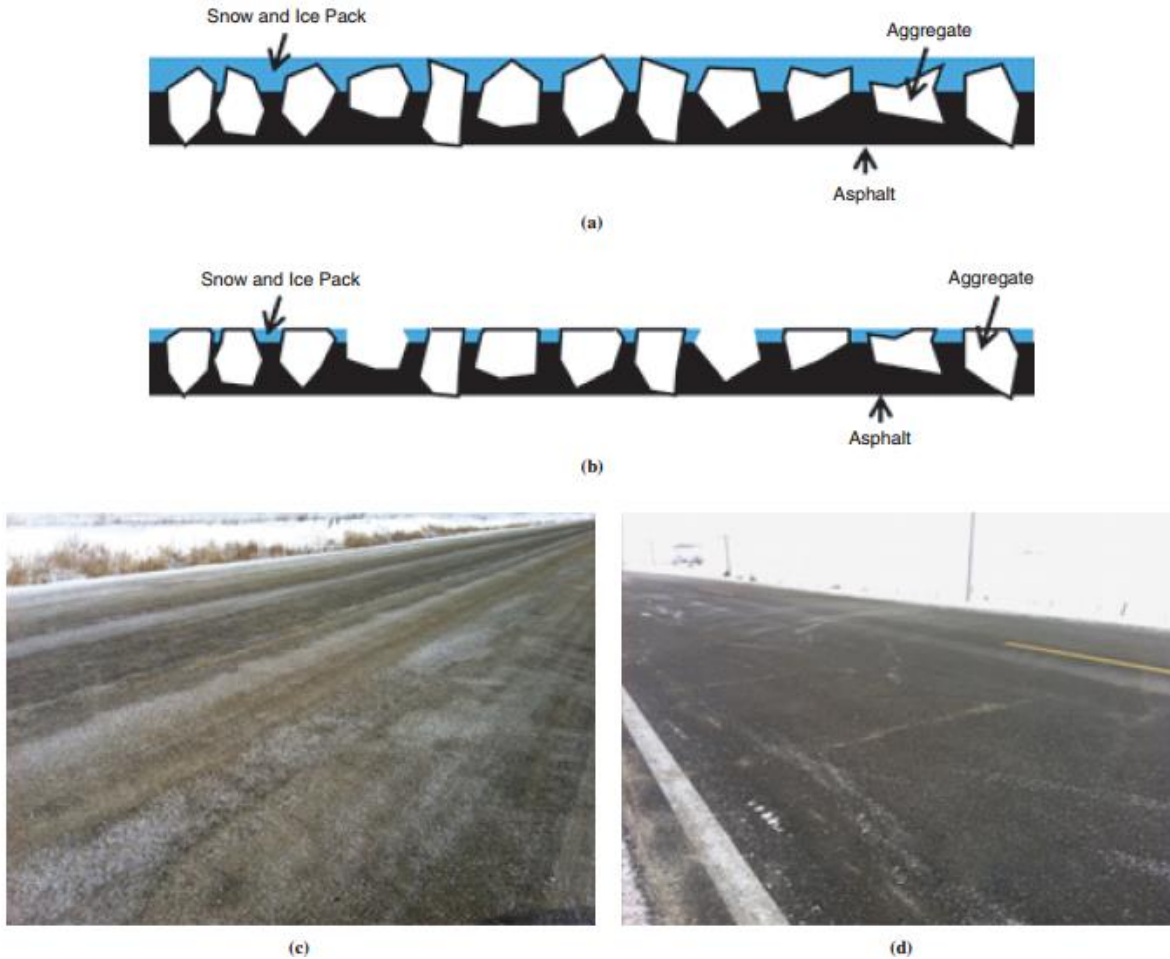 Snow and Ice Pack
Aggregate
Asphalt
(a)
Snow and Ice Pack
Aggregate
Asphalt
(b)
(c)
(d)